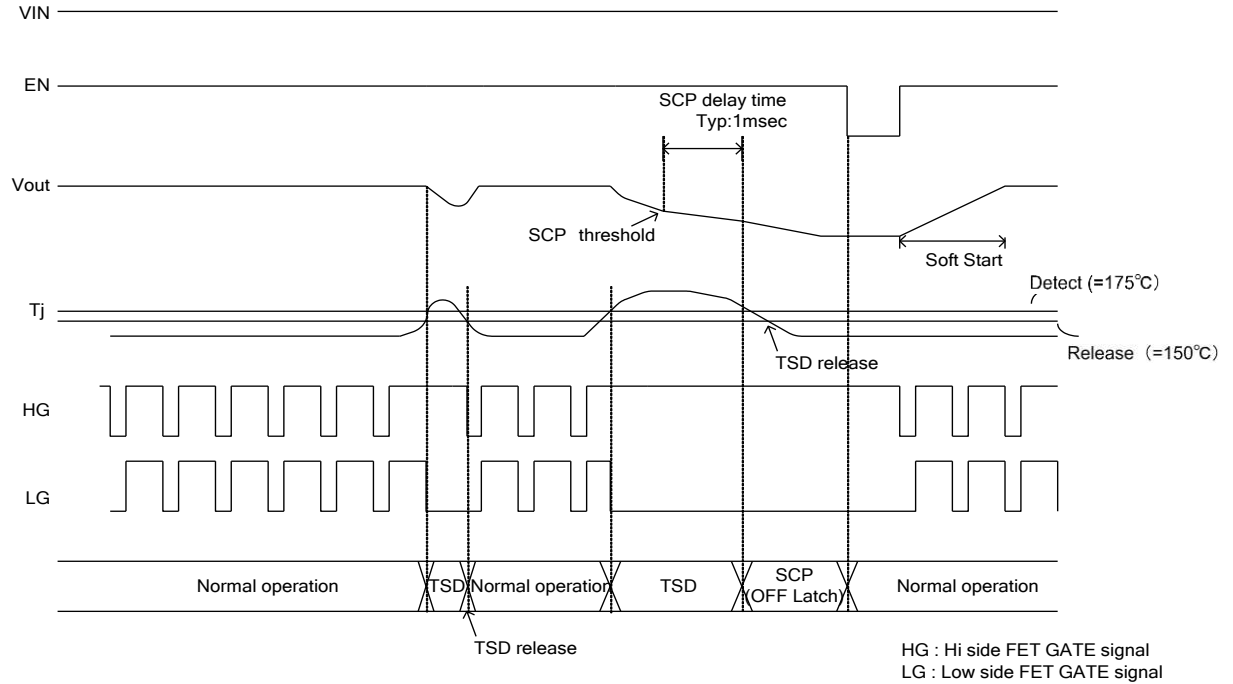 VIN
EN
SCP delay time
Typ:1msec
Vout
SCP threshold
Soft Start
Detect (=175℃)
Tj
TSD release
Release （=150℃）
HG
LG
Normal operation
TSD
Normal operation
TSD
SCP
(OFF Latch)
Normal operation
TSD release
HG : Hi side FET GATE signal
LG : Low side FET GATE signal